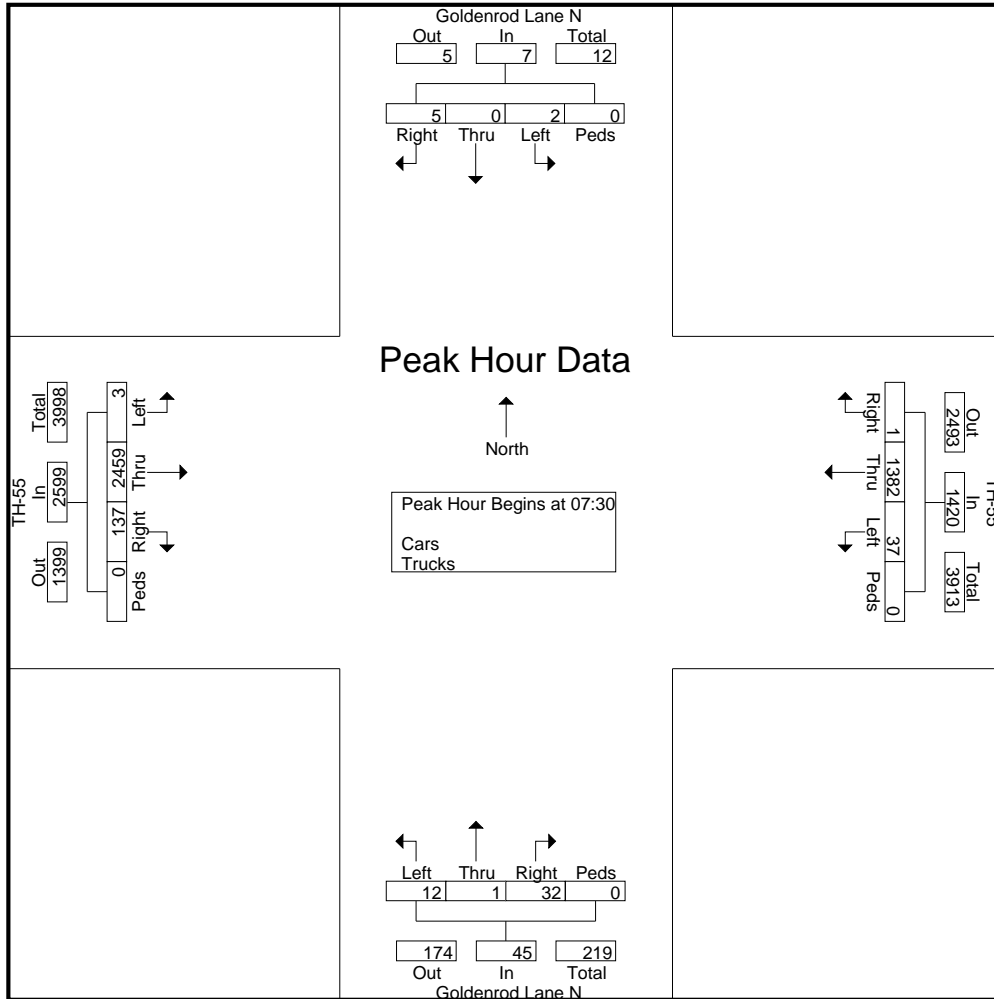 Goldenrod Lane N
Out In Total
5 7 12
5 0 2 0
Right Thru Left Peds
Peak Hour Data
North
Peak Hour Begins at 07:30
Cars
Trucks
TH-55
Total In Out
3998 2599 1399
3 2459 137 0
Left Thru Right Peds
TH-55
Out In Total
2493 1420 3913
1 1382 37 0
Right Thru Left Peds
Left Thru Right Peds
12 1 32 0
174 45 219
Out In Total
Goldenrod Lane N